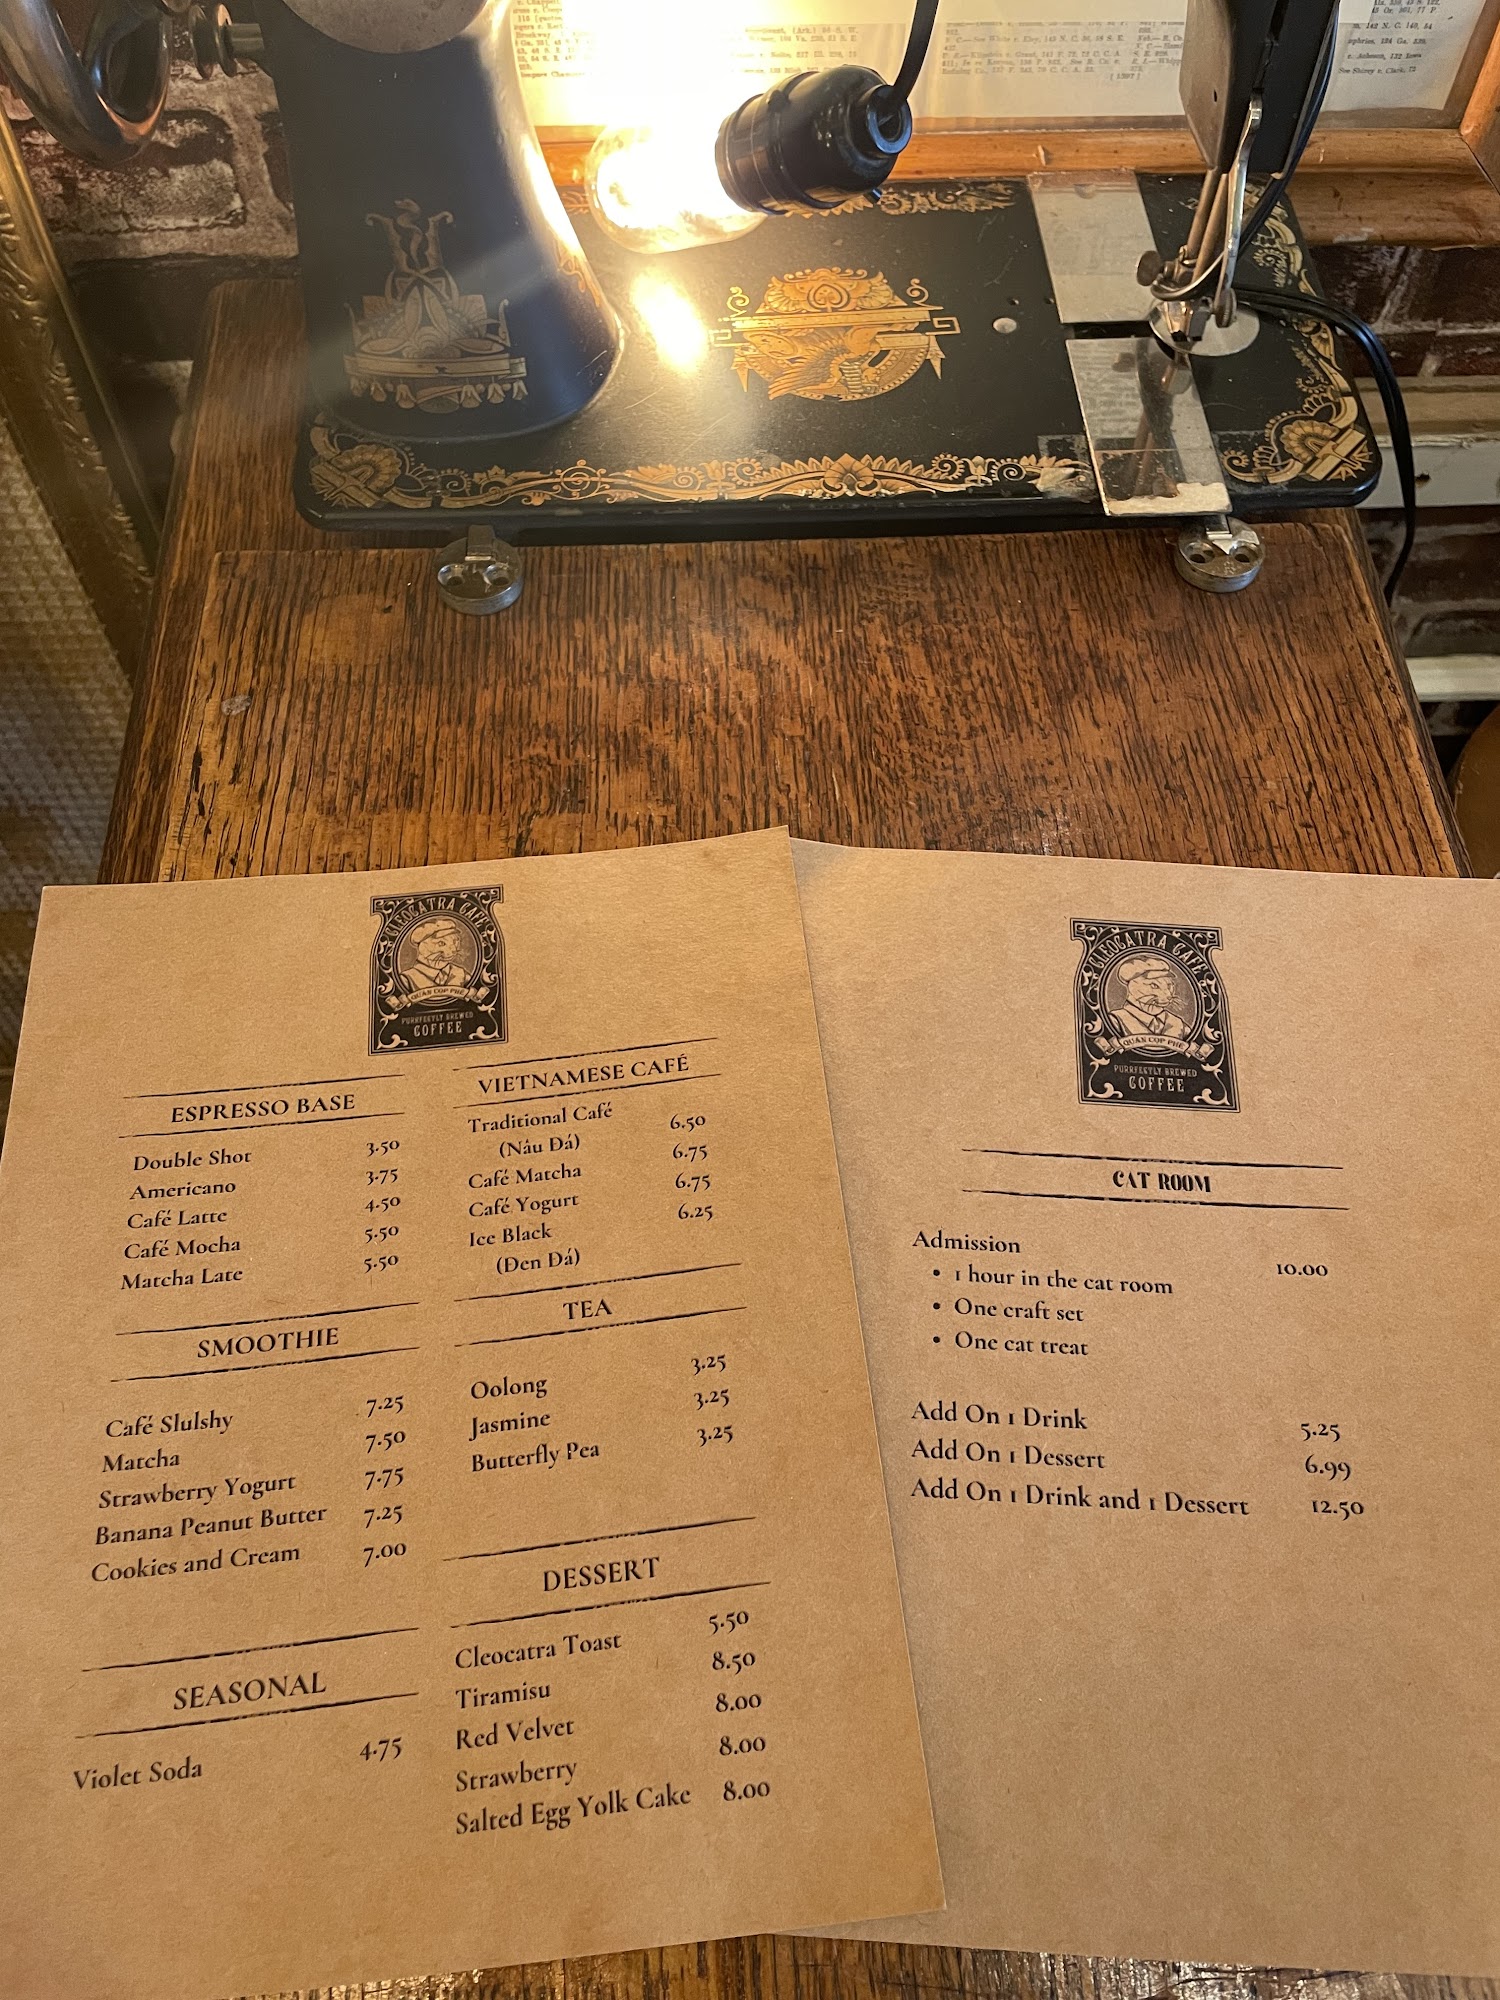 CLEOCATRA CAFE
QUÁN COP PHE
PURRFECTLY BREWED
COFFEE
ESPRESSO BASE
Double Shot 3.50
Americano 3.75
Café Latte 4.50
Café Mocha 5.50
Matcha Late 5.50
SMOOTHIE
Café Slulshy 7.25
Matcha 7.50
Strawberry Yogurt 7.75
Banana Peanut Butter 7.25
Cookies and Cream 7.00
SEASONAL
Violet Soda 4.75
VIETNAMESE CAFÉ
Traditional Café 6.50
(Nâu Đá)
Café Matcha 6.75
Café Yogurt 6.75
Ice Black 6.25
(Đen Đá)
TEA
Oolong 3.25
Jasmine 3.25
Butterfly Pea 3.25
DESSERT
Cleocatra Toast 5.50
Tiramisu 8.50
Red Velvet 8.00
Strawberry 8.00
Salted Egg Yolk Cake 8.00
CLEOCATRA CAFE
QUÁN COP PHE
PURRFECTLY BREWED
COFFEE
CAT ROOM
Admission 10.00
• 1 hour in the cat room
• One craft set
• One cat treat
Add On 1 Drink 5.25
Add On 1 Dessert 6.99
Add On 1 Drink and 1 Dessert 12.50